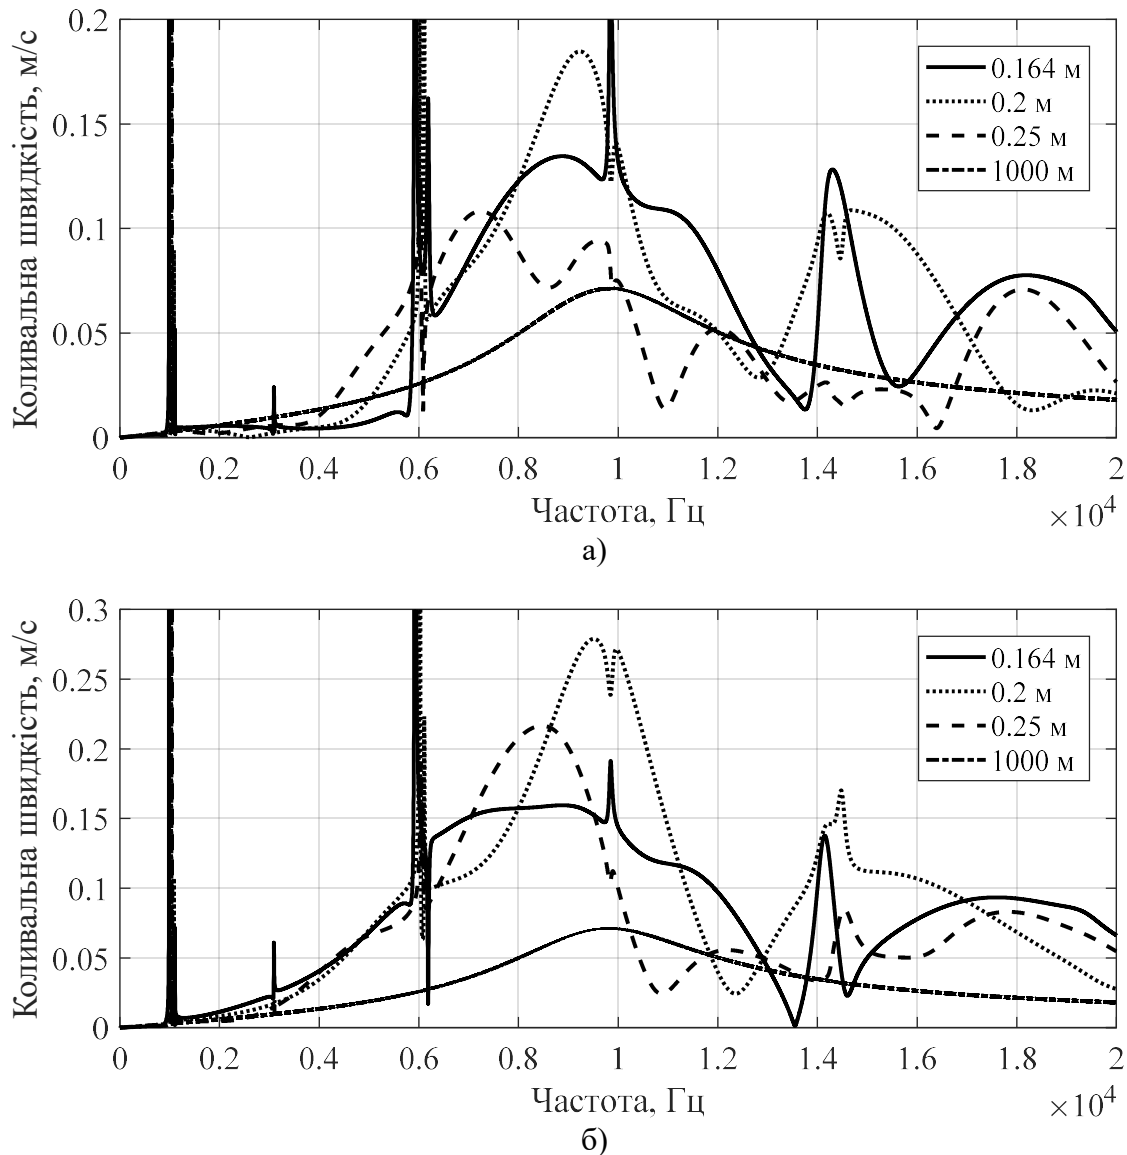 Коливальна швидкість, м/с
0.2
0.15
0.1
0.05
0
0.164 м
0.2 м
0.25 м
1000 м
0 0.2 0.4 0.6 0.8 1 1.2 1.4 1.6 1.8 2
Частота, Гц
×10⁴
а)
Коливальна швидкість, м/с
0.3
0.25
0.2
0.15
0.1
0.05
0
0.164 м
0.2 м
0.25 м
1000 м
0 0.2 0.4 0.6 0.8 1 1.2 1.4 1.6 1.8 2
Частота, Гц
×10⁴
б)